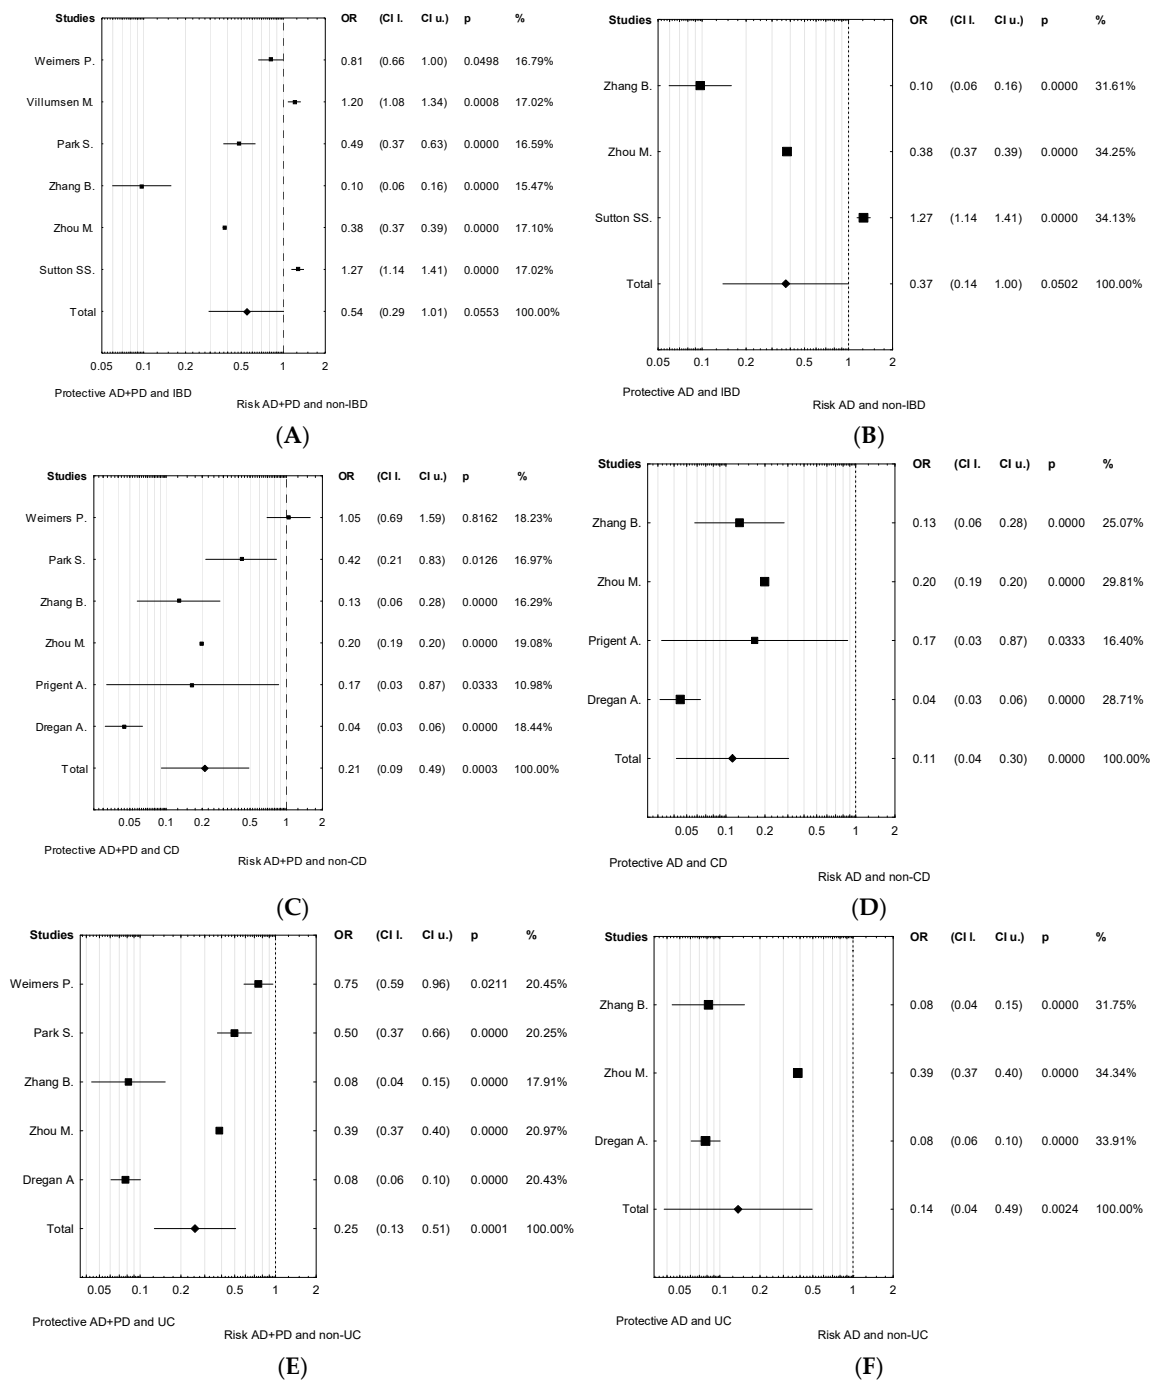 Studies OR (CI l. CI u.) p %
Weimers P. 0.81 (0.66 1.00) 0.0498 16.79%
Villumsen M. 1.20 (1.08 1.34) 0.0008 17.02%
Park S. 0.49 (0.37 0.63) 0.0000 16.59%
Zhang B. 0.10 (0.06 0.16) 0.0000 15.47%
Zhou M. 0.38 (0.37 0.39) 0.0000 17.10%
Sutton SS. 1.27 (1.14 1.41) 0.0000 17.02%
Total 0.54 (0.29 1.01) 0.0553 100.00%
0.05 0.1 0.2 0.5 1 2
Protective AD+PD and IBD
Risk AD+PD and non-IBD
(A)
Studies OR (CI l. CI u.) p %
Zhang B. 0.10 (0.06 0.16) 0.0000 31.61%
Zhou M. 0.38 (0.37 0.39) 0.0000 34.25%
Sutton SS. 1.27 (1.14 1.41) 0.0000 34.13%
Total 0.37 (0.14 1.00) 0.0502 100.00%
0.05 0.1 0.2 0.5 1 2
Protective AD and IBD
Risk AD and non-IBD
(B)
Studies OR (CI l. CI u.) p %
Weimers P. 1.05 (0.69 1.59) 0.8162 18.23%
Park S. 0.42 (0.21 0.83) 0.0126 16.97%
Zhang B. 0.13 (0.06 0.28) 0.0000 16.29%
Zhou M. 0.20 (0.19 0.20) 0.0000 19.08%
Prigent A. 0.17 (0.03 0.87) 0.0333 10.98%
Dregan A. 0.04 (0.03 0.06) 0.0000 18.44%
Total 0.21 (0.09 0.49) 0.0003 100.00%
0.05 0.1 0.2 0.5 1 2
Protective AD+PD and CD
Risk AD+PD and non-CD
(C)
Studies OR (CI l. CI u.) p %
Zhang B. 0.13 (0.06 0.28) 0.0000 25.07%
Zhou M. 0.20 (0.19 0.20) 0.0000 29.81%
Prigent A. 0.17 (0.03 0.87) 0.0333 16.40%
Dregan A. 0.04 (0.03 0.06) 0.0000 28.71%
Total 0.11 (0.04 0.30) 0.0000 100.00%
0.05 0.1 0.2 0.5 1 2
Protective AD and CD
Risk AD and non-CD
(D)
Studies OR (CI l. CI u.) p %
Weimers P. 0.75 (0.59 0.96) 0.0211 20.45%
Park S. 0.50 (0.37 0.66) 0.0000 20.25%
Zhang B. 0.08 (0.04 0.15) 0.0000 17.91%
Zhou M. 0.39 (0.37 0.40) 0.0000 20.97%
Dregan A 0.08 (0.06 0.10) 0.0000 20.43%
Total 0.25 (0.13 0.51) 0.0001 100.00%
0.05 0.1 0.2 0.5 1 2
Protective AD+PD and UC
Risk AD+PD and non-UC
(E)
Studies OR (CI l. CI u.) p %
Zhang B. 0.08 (0.04 0.15) 0.0000 31.75%
Zhou M. 0.39 (0.37 0.40) 0.0000 34.34%
Dregan A. 0.08 (0.06 0.10) 0.0000 33.91%
Total 0.14 (0.04 0.49) 0.0024 100.00%
0.05 0.1 0.2 0.5 1 2
Protective AD and UC
Risk AD and non-UC
(F)